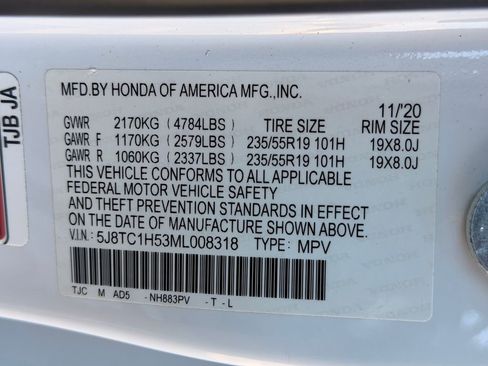 TJB JA
MFD.BY HONDA OF AMERICA MFG.,INC.
11/'20
GVWR 2170KG (4784LBS) TIRE SIZE RIM SIZE
GAWR F 1170KG (2579LBS) 235/55R19 101H 19X8.0J
GAWR R 1060KG (2337LBS) 235/55R19 101H 19X8.0J
THIS VEHICLE CONFORMS TO ALL APPLICABLE
FEDERAL MOTOR VEHICLE SAFETY
AND THEFT PREVENTION STANDARDS IN EFFECT
ON THE DATE OF MANUFACTURE SHOWN ABOVE.
V.I.N.: 5J8TC1H53ML008318 TYPE: MPV
TJC M AD5 -NH883PV -T-L